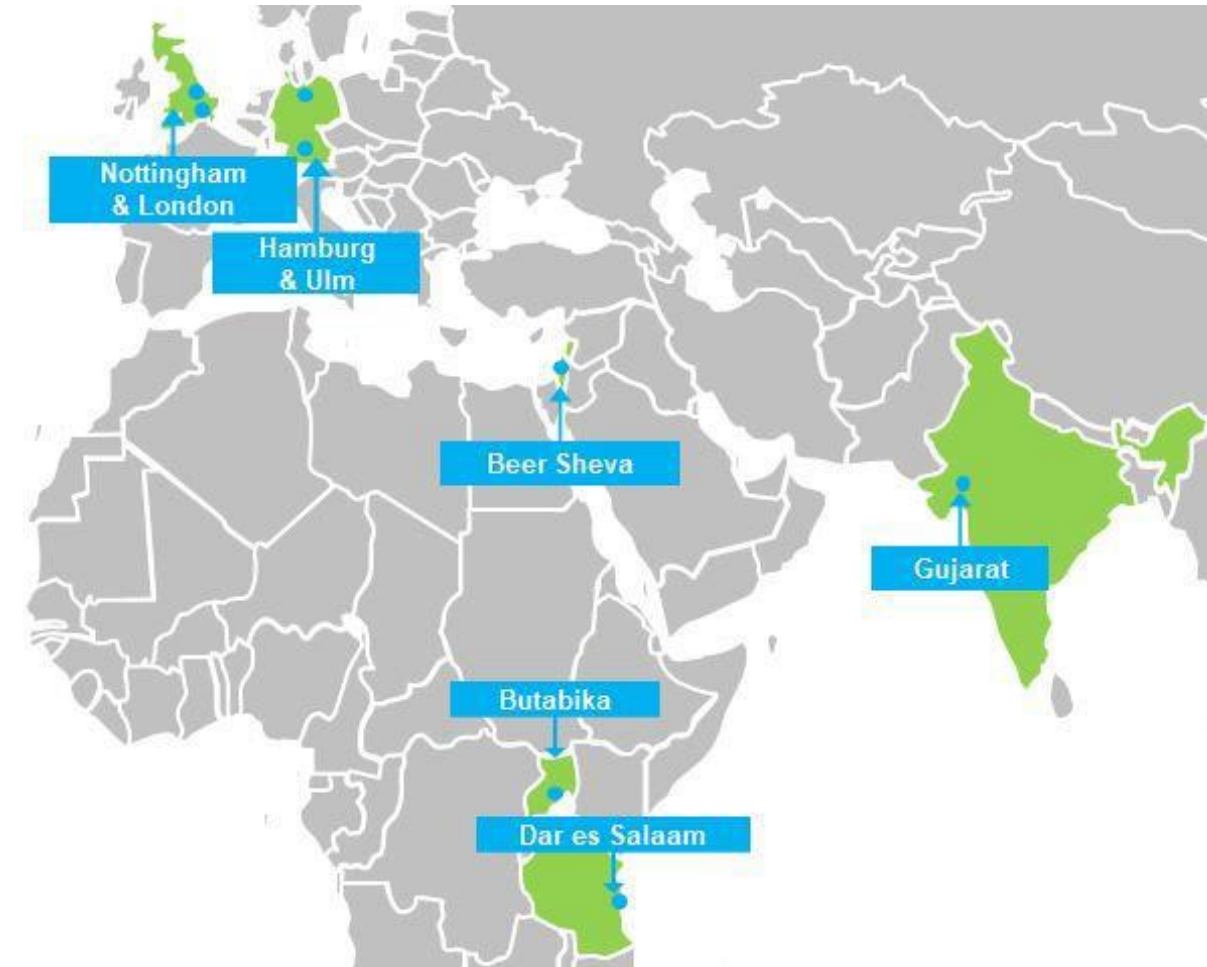 Nottingham
& London
Hamburg
& Ulm
Beer Sheva
Gujarat
Butabika
Dar es Salaam